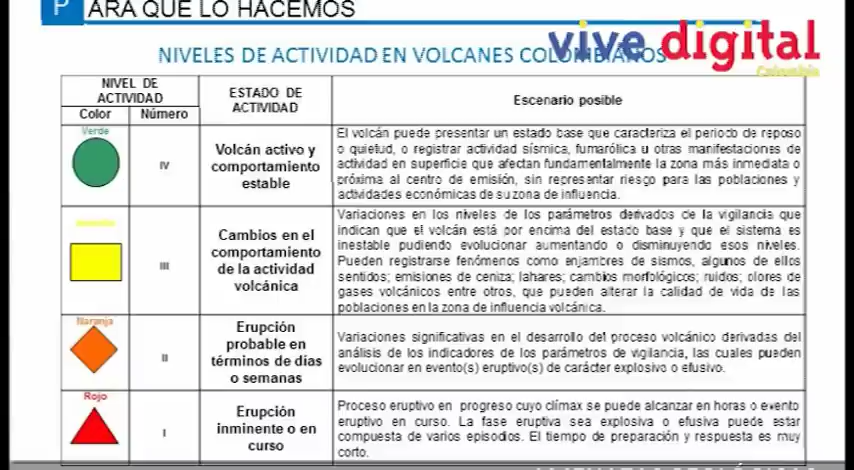 P ARA QUE LO HACEMOS
NIVELES DE ACTIVIDAD EN VOLCANES COLOMBIANOS
vive digital
Colombia
NIVEL DE
ACTIVIDAD
Color
Número
ESTADO DE
ACTIVIDAD
Escenario posible
Verde
IV
Volcán activo y
comportamiento
estable
El volcán puede presentar un estado base que caracteriza el periodo de reposo
o quietud, o registrar actividad sísmica, fumarólica u otras manifestaciones de
actividad en superficie que afectan fundamentalmente la zona más inmediata o
próxima al centro de emisión, sin representar riesgo para las poblaciones y
actividades económicas de su zona de influencia.
III
Cambios en el
comportamiento
de la actividad
volcánica
Variaciones en los niveles de los parámetros derivados de la vigilancia que
indican que el volcán está por encima del estado base y que el sistema es
inestable pudiendo evolucionar aumentando o disminuyendo esos niveles.
Pueden registrarse fenómenos como enjambres de sismos, algunos de ellos
sentidos; emisiones de ceniza; lahares; cambios morfológicos; ruidos; olores de
gases volcánicos entre otros, que pueden alterar la calidad de vida de las
poblaciones en la zona de influencia volcánica.
Naranja
II
Erupción
probable en
términos de días
o semanas
Variaciones significativas en el desarrollo del proceso volcánico derivadas del
análisis de los indicadores de los parámetros de vigilancia, las cuales pueden
evolucionar en evento(s) eruptivo(s) de carácter explosivo o efusivo.
Rojo
I
Erupción
inminente o en
curso
Proceso eruptivo en progreso cuyo clímax se puede alcanzar en horas o evento
eruptivo en curso. La fase eruptiva sea explosiva o efusiva puede estar
compuesta de varios episodios. El tiempo de preparación y respuesta es muy
corto.